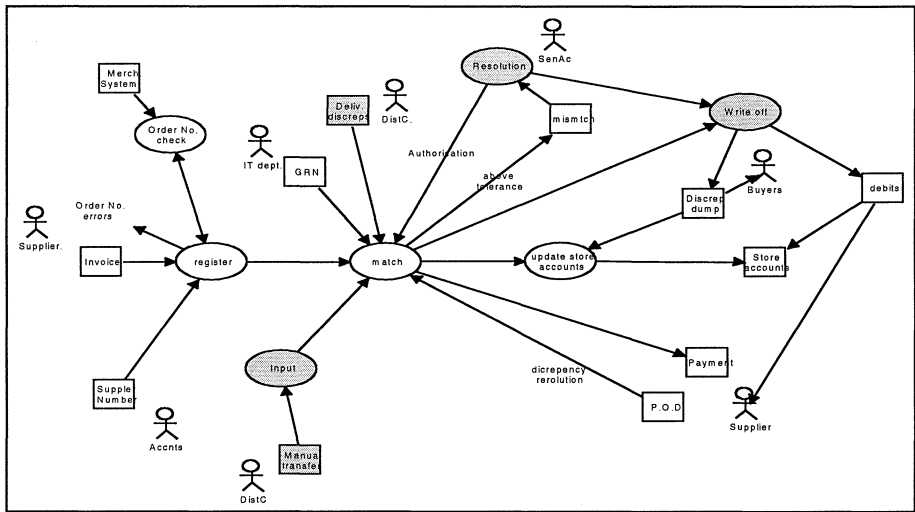 SenAc
Resolution
Merch
System
Deliv.
discreps
DistC.
mismtch
Write off
Order No.
check
IT dept.
GRN
Authorisation
above
tolerance
Buyers
debits
Discrep
dump
Order No.
errors
Supplier.
Invoice
register
match
update store
accounts
Store
accounts
Input
Payment
dicrepency
rerolution
Supplei
Number
P.O.D
Supplier
Accnts
Manua
transfer
DistC